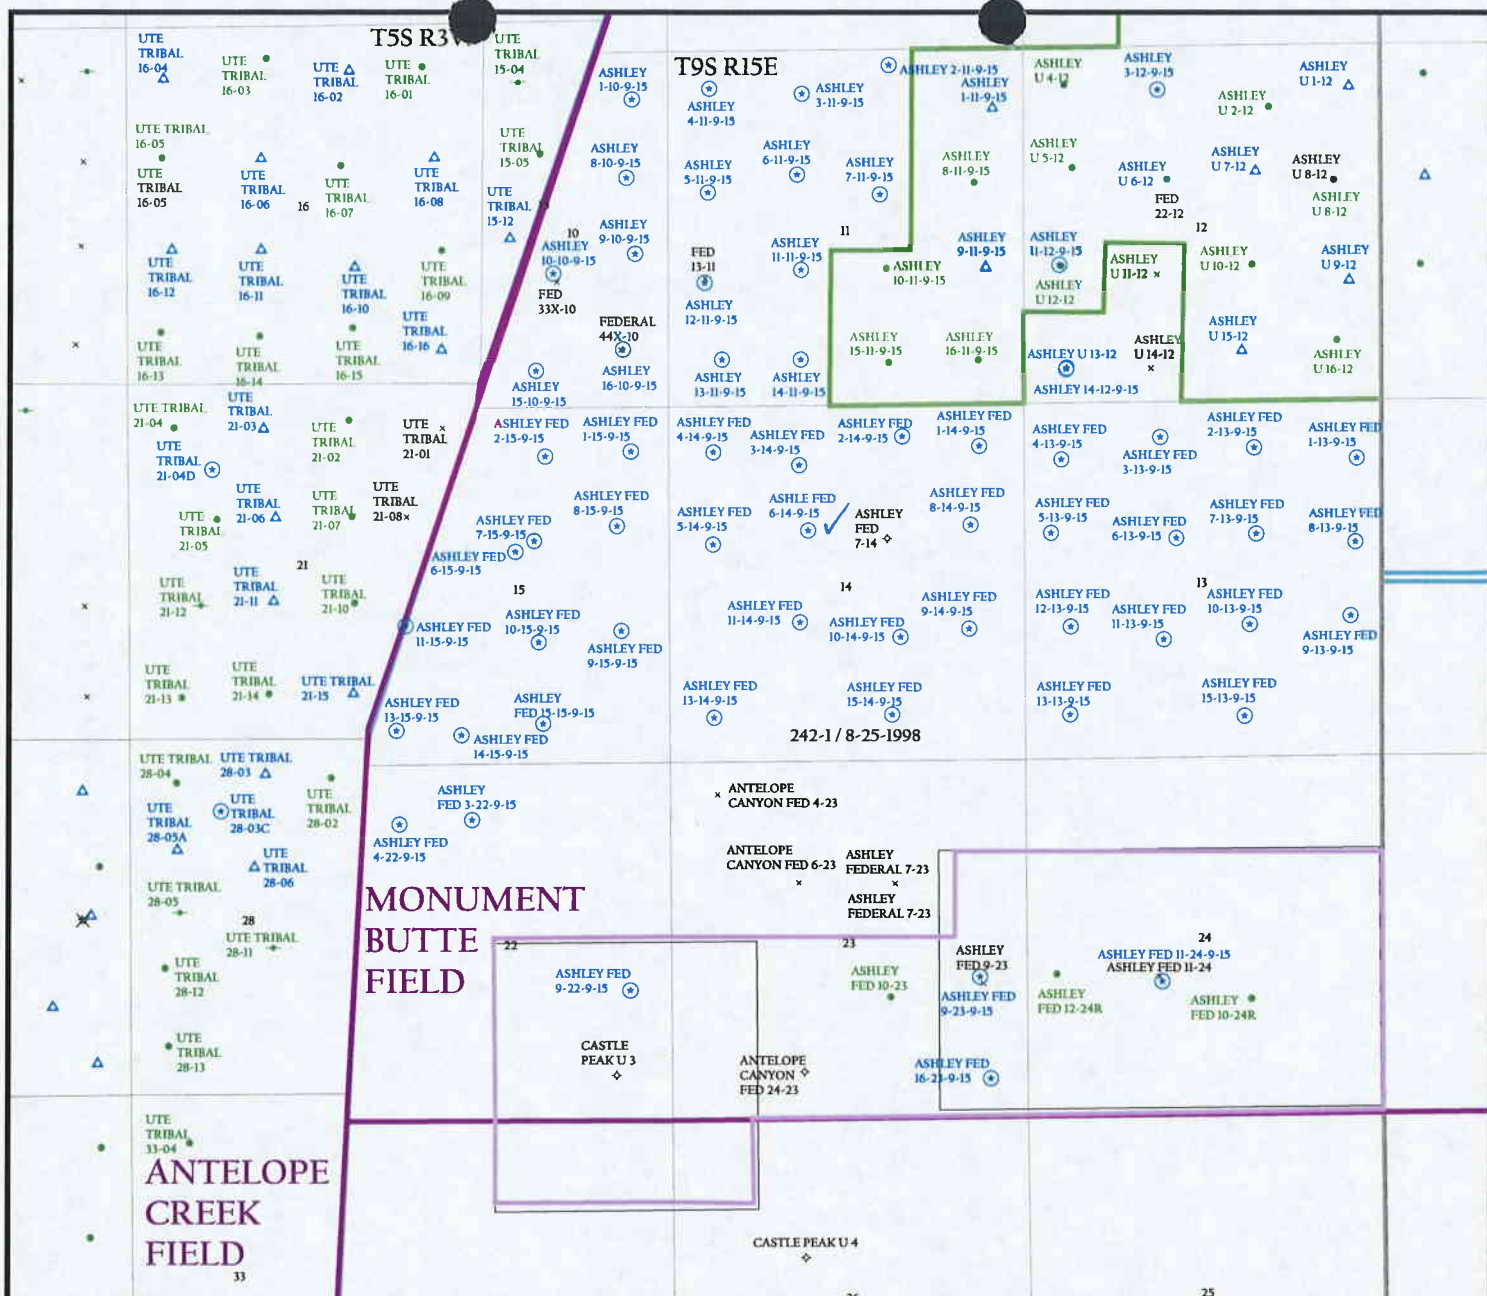 T5S R3W
T9S R15E
UTE
TRIBAL
16-04
UTE
TRIBAL
16-03
UTE
TRIBAL
16-02
UTE
TRIBAL
16-01
UTE
TRIBAL
15-04
ASHLEY
1-10-9-15
ASHLEY
4-11-9-15
ASHLEY
3-11-9-15
ASHLEY 2-11-9-15
ASHLEY
1-11-9-15
ASHLEY
U 4-12
ASHLEY
3-12-9-15
ASHLEY
U 2-12
ASHLEY
U 1-12
UTE TRIBAL
16-05
UTE
TRIBAL
16-05
UTE
TRIBAL
16-06
16
UTE
TRIBAL
16-07
UTE
TRIBAL
16-08
UTE
TRIBAL
15-05
UTE
TRIBAL
15-12
ASHLEY
8-10-9-15
ASHLEY
5-11-9-15
ASHLEY
6-11-9-15
ASHLEY
7-11-9-15
ASHLEY
8-11-9-15
ASHLEY
U 5-12
ASHLEY
U 6-12
FED
22-12
ASHLEY
U 7-12
ASHLEY
U 8-12
ASHLEY
U 8-12
UTE
TRIBAL
16-12
UTE
TRIBAL
16-11
UTE
TRIBAL
16-10
UTE
TRIBAL
16-09
10
ASHLEY
10-10-9-15
FED
33X-10
ASHLEY
9-10-9-15
FED
13-11
ASHLEY
12-11-9-15
ASHLEY
11-11-9-15
11
ASHLEY
10-11-9-15
ASHLEY
9-11-9-15
ASHLEY
11-12-9-15
ASHLEY
U 12-12
ASHLEY
U 11-12
12
ASHLEY
U 10-12
ASHLEY
U 9-12
UTE
TRIBAL
16-13
UTE
TRIBAL
16-14
UTE
TRIBAL
16-15
UTE
TRIBAL
16-16
FEDERAL
44X-10
ASHLEY
16-10-9-15
ASHLEY
15-10-9-15
ASHLEY
13-11-9-15
ASHLEY
14-11-9-15
ASHLEY
15-11-9-15
ASHLEY
16-11-9-15
ASHLEY U 13-12
ASHLEY 14-12-9-15
ASHLEY
U 14-12
ASHLEY
U 15-12
ASHLEY
U 16-12
UTE TRIBAL
21-04
UTE
TRIBAL
21-03
UTE
TRIBAL
21-02
UTE
TRIBAL
21-01
ASHLEY FED
2-15-9-15
ASHLEY FED
1-15-9-15
ASHLEY FED
4-14-9-15
ASHLEY FED
3-14-9-15
ASHLEY FED
2-14-9-15
ASHLEY FED
1-14-9-15
ASHLEY FED
4-13-9-15
ASHLEY FED
3-13-9-15
ASHLEY FED
2-13-9-15
ASHLEY FED
1-13-9-15
UTE
TRIBAL
21-04D
UTE
TRIBAL
21-05
UTE
TRIBAL
21-06
UTE
TRIBAL
21-07
UTE
TRIBAL
21-08
ASHLEY FED
7-15-9-15
ASHLEY FED
6-15-9-15
ASHLEY FED
8-15-9-15
ASHLEY FED
5-14-9-15
ASHLE FED
6-14-9-15
ASHLEY
FED
7-14
ASHLEY FED
8-14-9-15
ASHLEY FED
5-13-9-15
ASHLEY FED
6-13-9-15
ASHLEY FED
7-13-9-15
ASHLEY FED
8-13-9-15
UTE
TRIBAL
21-12
UTE
TRIBAL
21-11
21
UTE
TRIBAL
21-10
15
ASHLEY FED
11-15-9-15
ASHLEY FED
10-15-9-15
ASHLEY FED
9-15-9-15
14
ASHLEY FED
11-14-9-15
ASHLEY FED
10-14-9-15
ASHLEY FED
9-14-9-15
13
ASHLEY FED
12-13-9-15
ASHLEY FED
11-13-9-15
ASHLEY FED
10-13-9-15
ASHLEY FED
9-13-9-15
UTE
TRIBAL
21-13
UTE
TRIBAL
21-14
UTE TRIBAL
21-15
ASHLEY FED
13-15-9-15
ASHLEY FED
14-15-9-15
ASHLEY
FED 15-15-9-15
ASHLEY FED
13-14-9-15
ASHLEY FED
15-14-9-15
ASHLEY FED
13-13-9-15
ASHLEY FED
15-13-9-15
242-1 / 8-25-1998
UTE TRIBAL
28-04
UTE TRIBAL
28-03
UTE
TRIBAL
28-05A
UTE
TRIBAL
28-03C
UTE
TRIBAL
28-02
UTE
TRIBAL
28-06
ASHLEY
FED 3-22-9-15
ASHLEY FED
4-22-9-15
ANTELOPE
CANYON FED 4-23
ANTELOPE
CANYON FED 6-23
ASHLEY
FEDERAL 7-23
ASHLEY
FEDERAL 7-23
UTE TRIBAL
28-05
28
UTE TRIBAL
28-11
UTE
TRIBAL
28-12
UTE
TRIBAL
28-13
MONUMENT
BUTTE
FIELD
22
ASHLEY FED
9-22-9-15
23
ASHLEY
FED 10-23
ASHLEY
FED 9-23
ASHLEY FED
9-23-9-15
24
ASHLEY FED 11-24-9-15
ASHLEY FED 11-24
ASHLEY
FED 12-24R
ASHLEY
FED 10-24R
CASTLE
PEAK U 3
ANTELOPE
CANYON
FED 24-23
ASHLEY FED
16-23-9-15
UTE
TRIBAL
33-04
ANTELOPE
CREEK
FIELD
33
CASTLE PEAK U 4
25